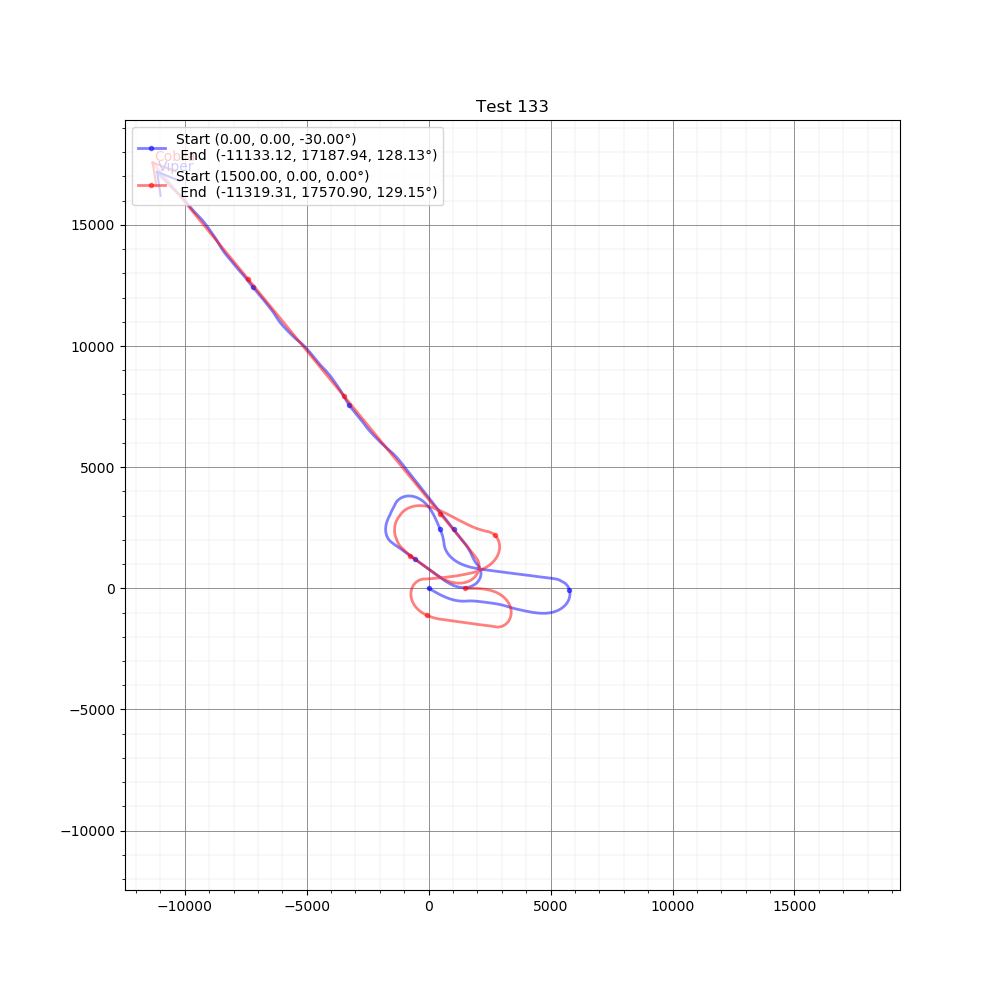 Test 133
Start (0.00, 0.00, -30.00°)
End (-11133.12, 17187.94, 128.13°)
Start (1500.00, 0.00, 0.00°)
End (-11319.31, 17570.90, 129.15°)
Cobra
Viper
15000
10000
5000
0
−5000
−10000
−10000 −5000 0 5000 10000 15000